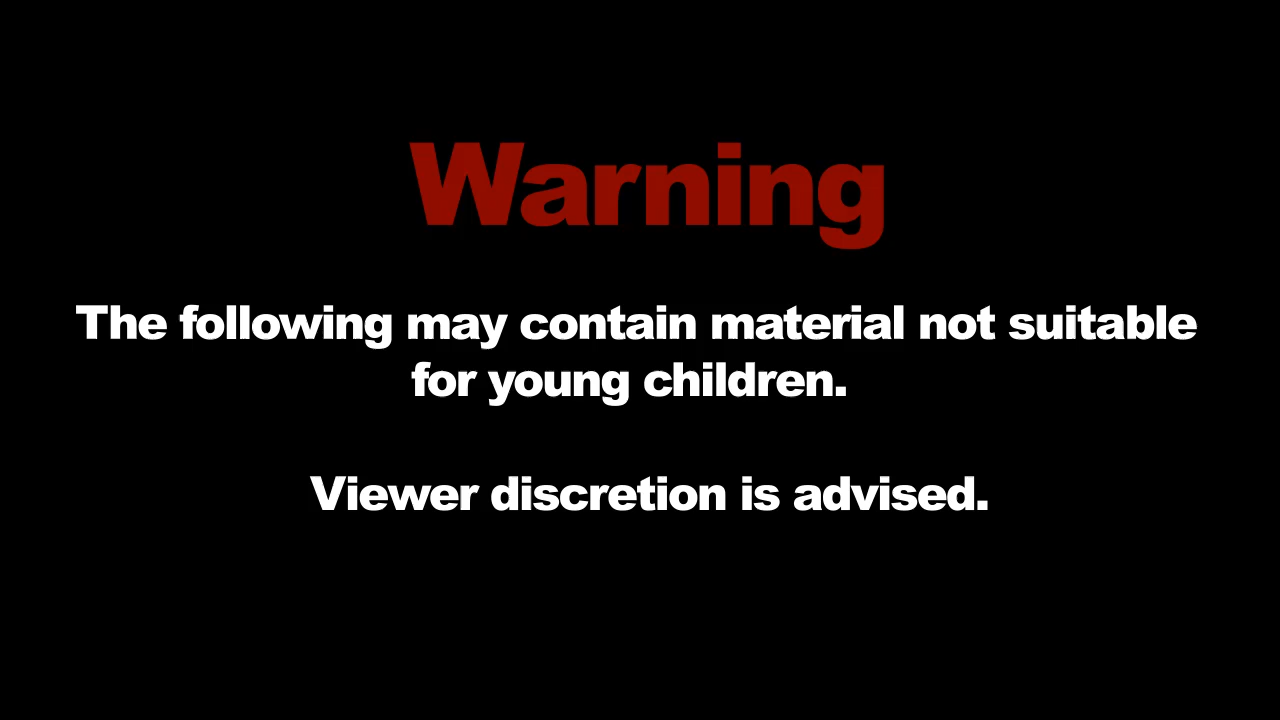 Warning
The following may contain material not suitable
for young children.
Viewer discretion is advised.